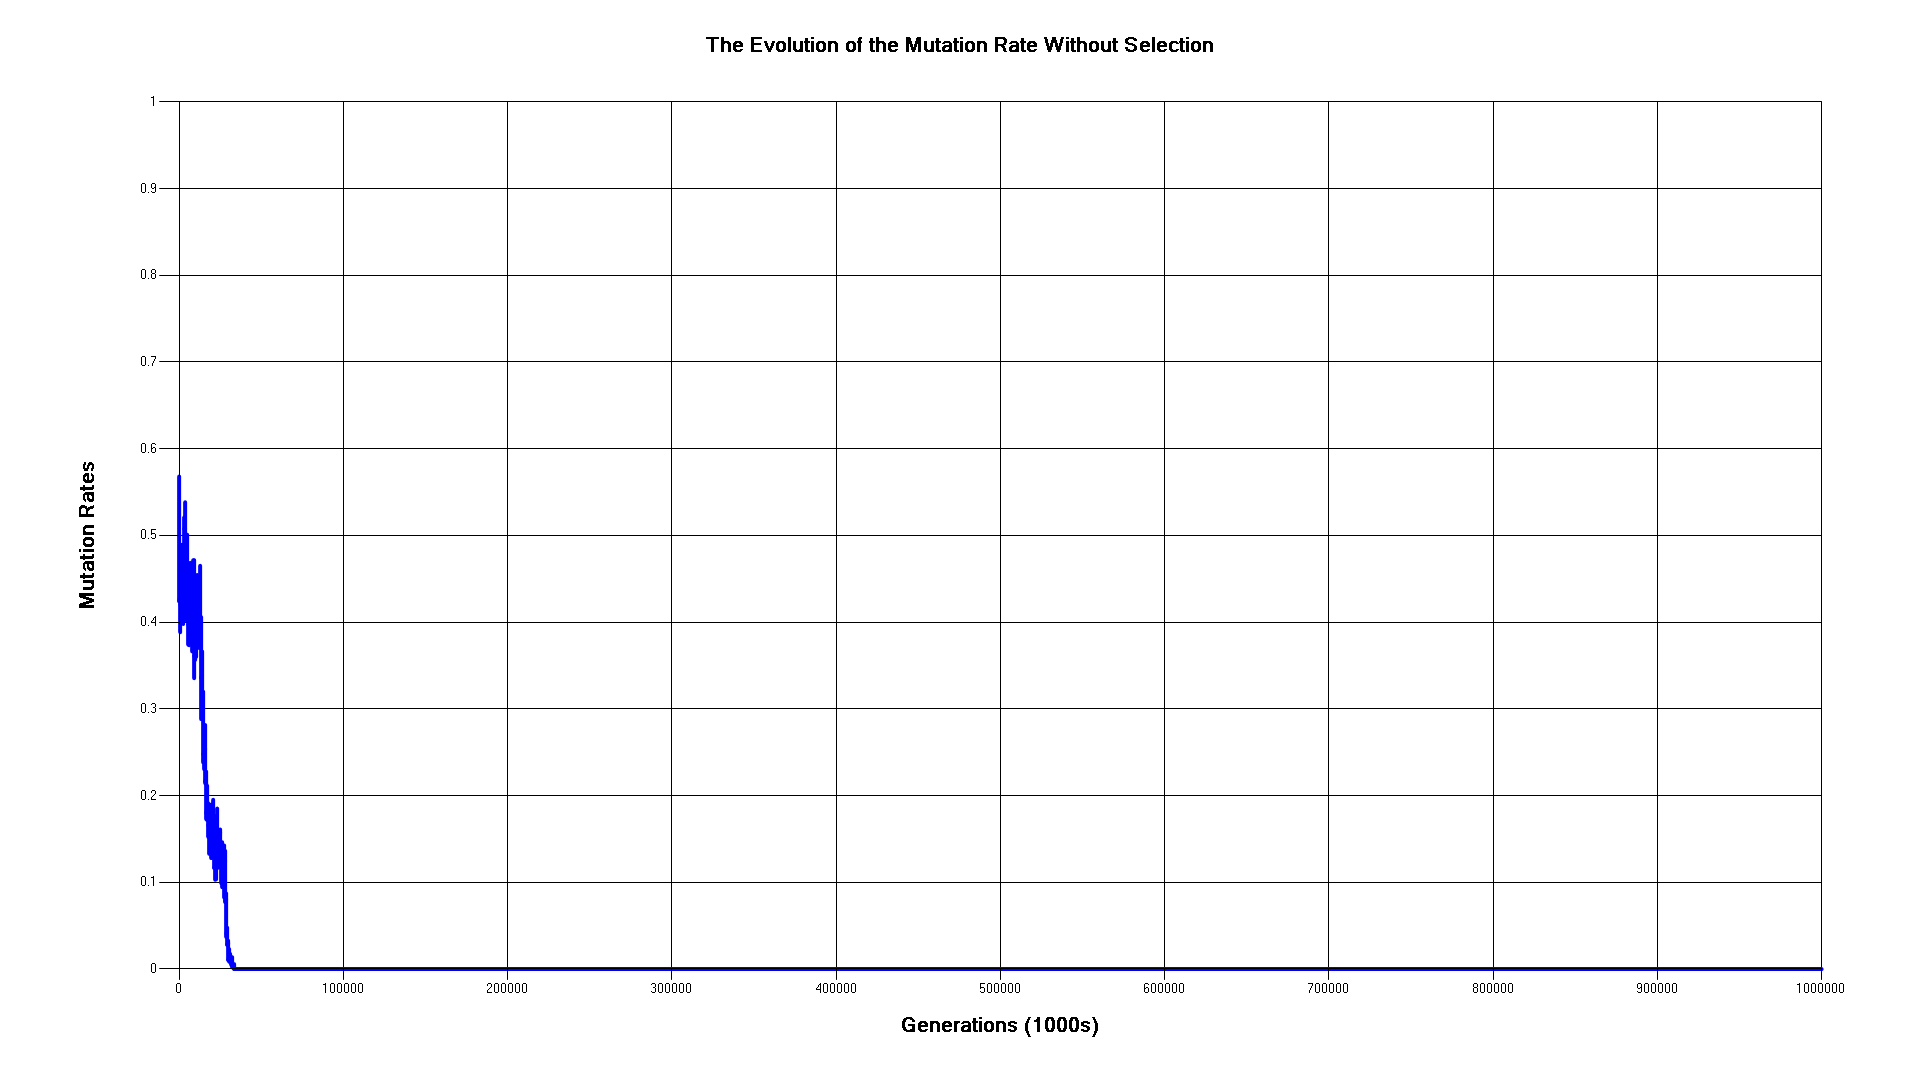 The Evolution of the Mutation Rate Without Selection
1
0.9
0.8
0.7
0.6
0.5
0.4
0.3
0.2
0.1
0
Mutation Rates
0 100000 200000 300000 400000 500000 600000 700000 800000 900000 1000000
Generations (1000s)